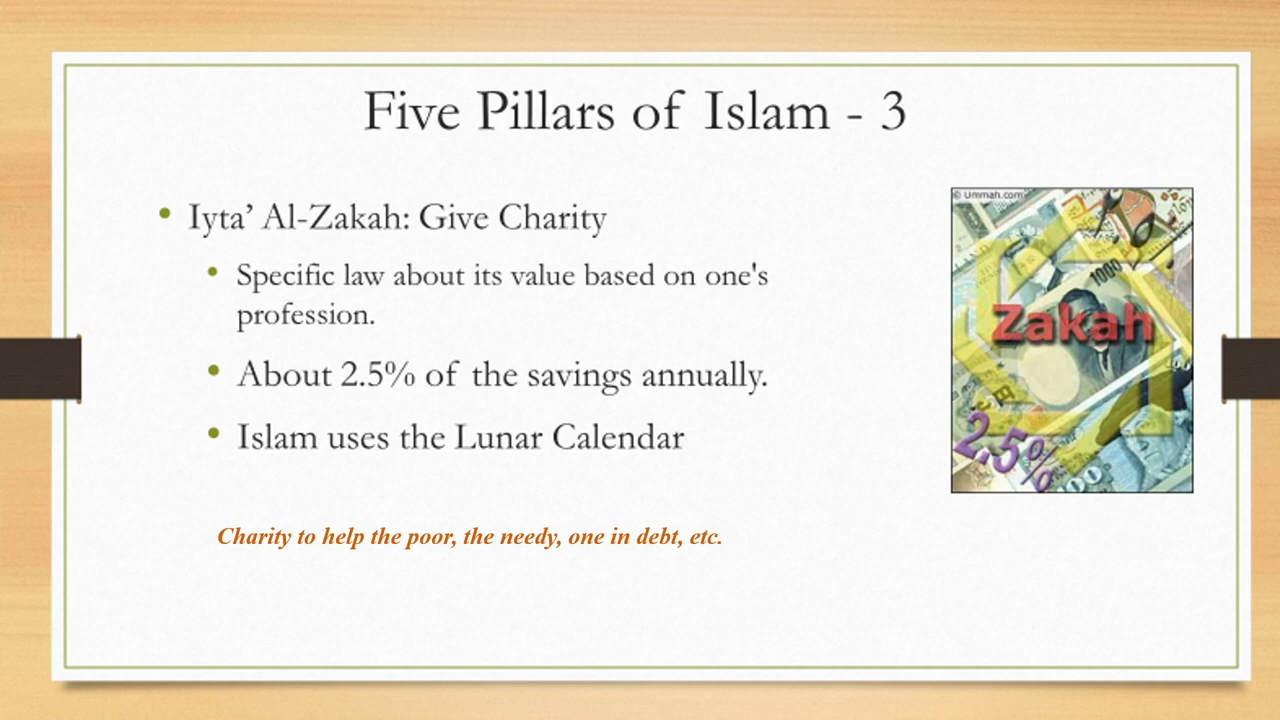 Five Pillars of Islam - 3
• Iyta’ Al-Zakah: Give Charity
• Specific law about its value based on one's
profession.
• About 2.5% of the savings annually.
• Islam uses the Lunar Calendar
Charity to help the poor, the needy, one in debt, etc.
© Ummah.com
1000
Zakah
2.5%
100